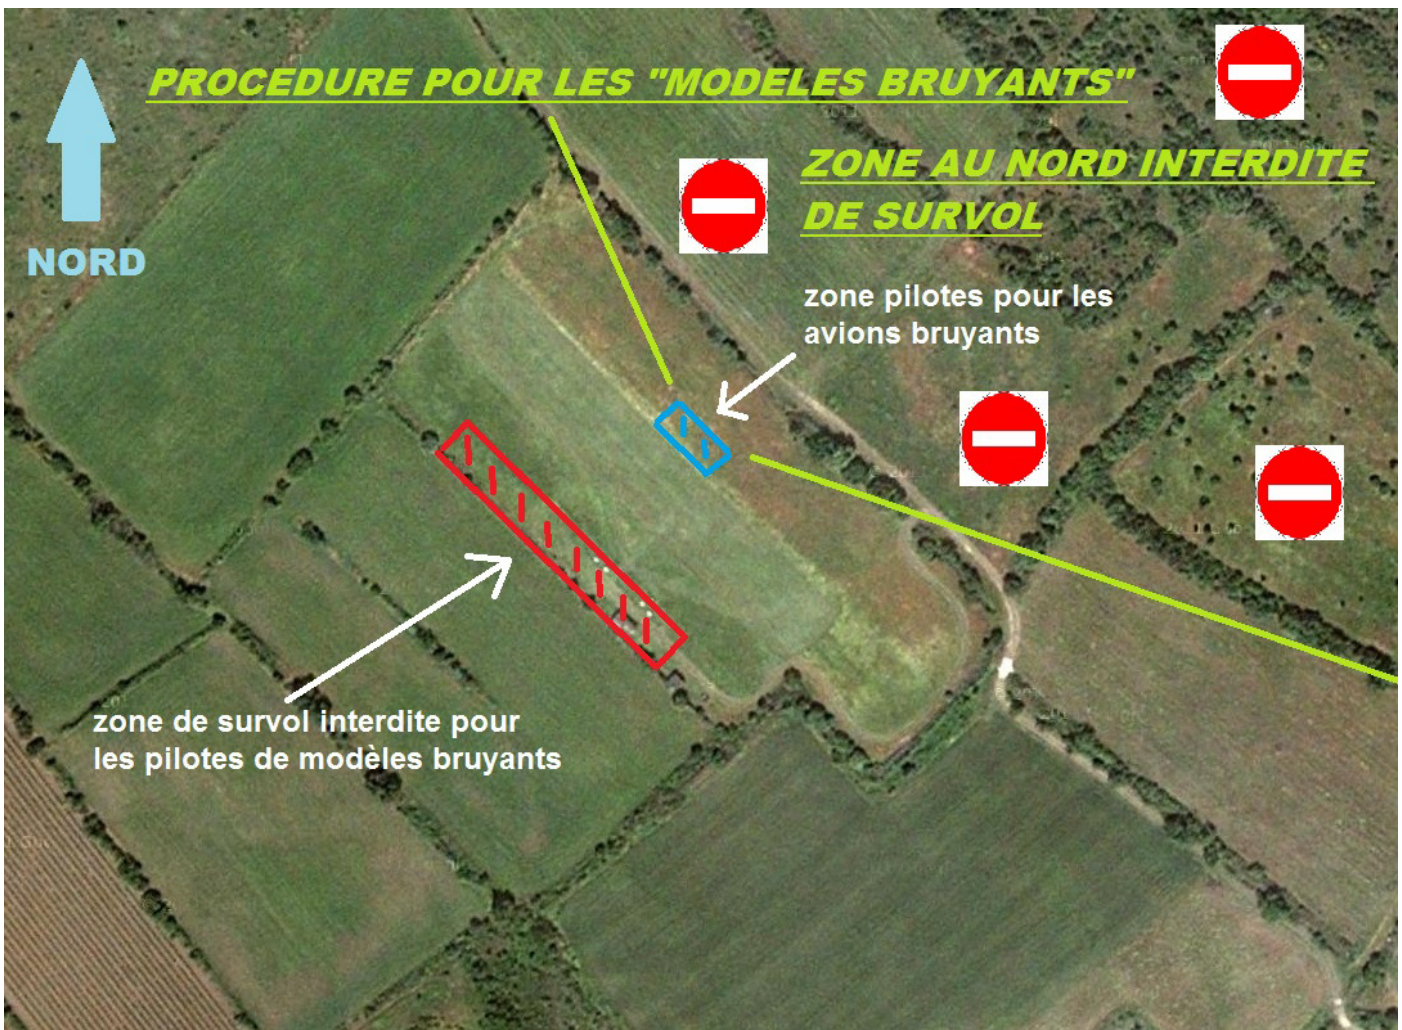 PROCEDURE POUR LES "MODELES BRUYANTS"
ZONE AU NORD INTERDITE
DE SURVOL
NORD
zone pilotes pour les
avions bruyants
zone de survol interdite pour
les pilotes de modèles bruyants